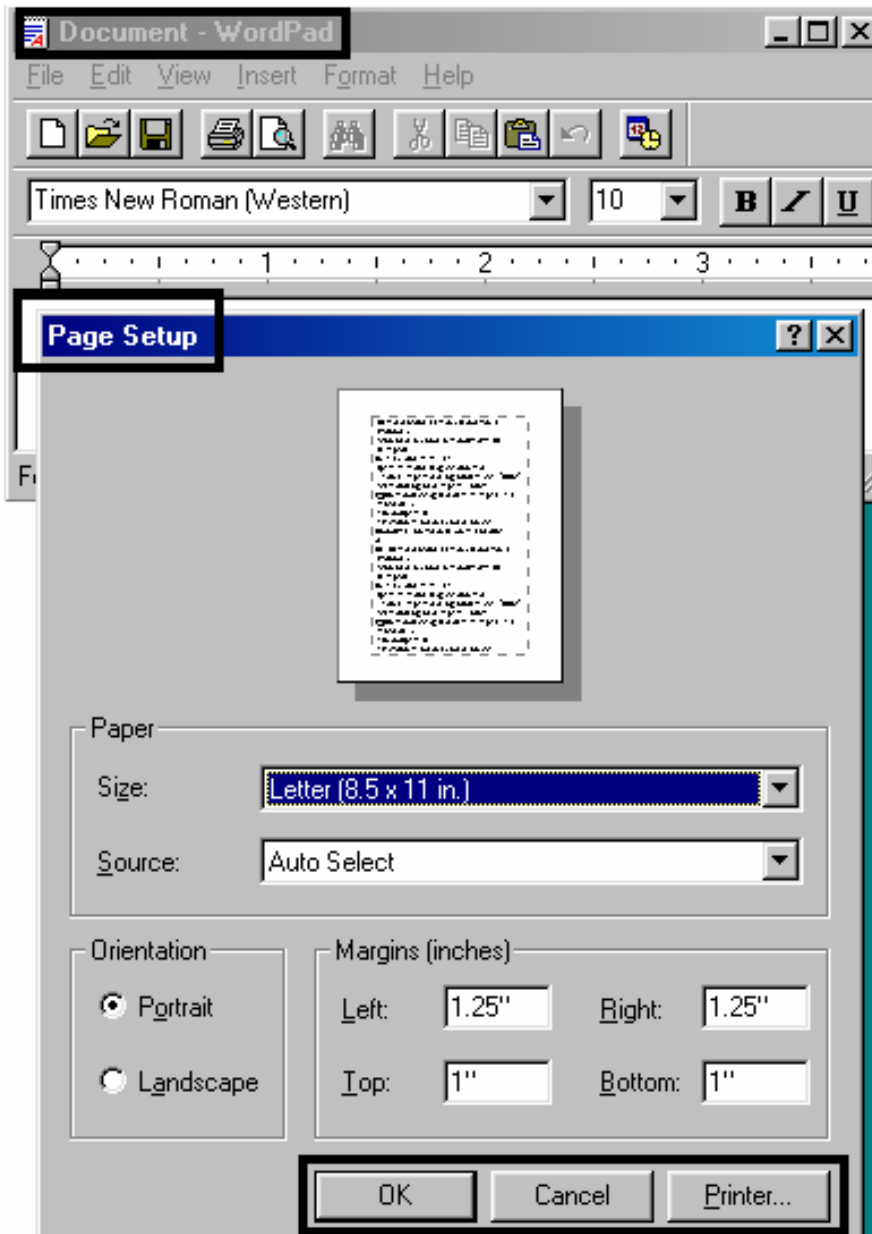 Document - WordPad
File Edit View Insert Format Help
Times New Roman (Western) 10 B I U
1 2 3
Page Setup
Paper
Size: Letter (8.5 x 11 in.)
Source: Auto Select
Orientation
Margins (inches)
Portrait Left: 1.25" Right: 1.25"
Landscape Top: 1" Bottom: 1"
OK Cancel Printer...